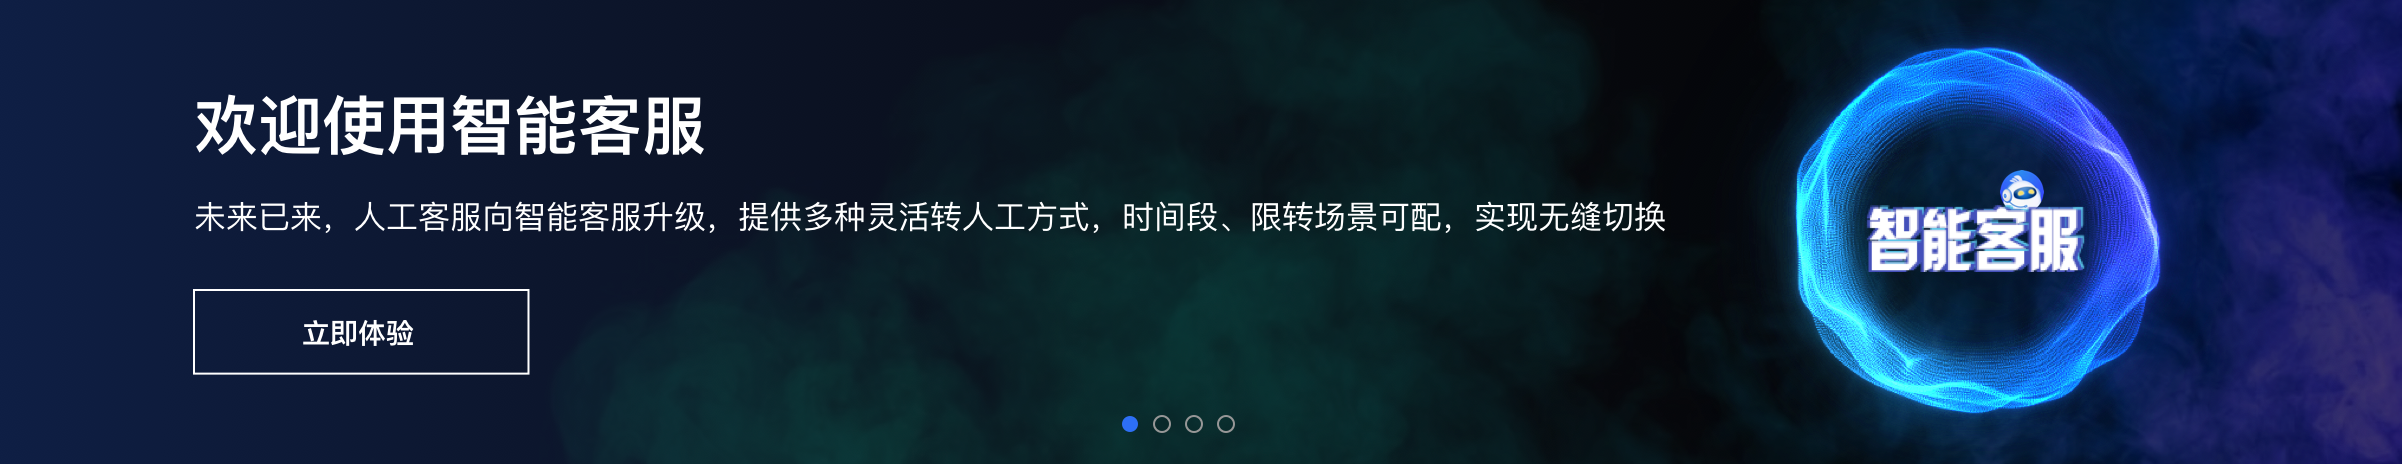 欢迎使用智能客服
未来已来，人工客服向智能客服升级，提供多种灵活转人工方式，时间段、限转场景可配，实现无缝切换
智能客服
立即体验